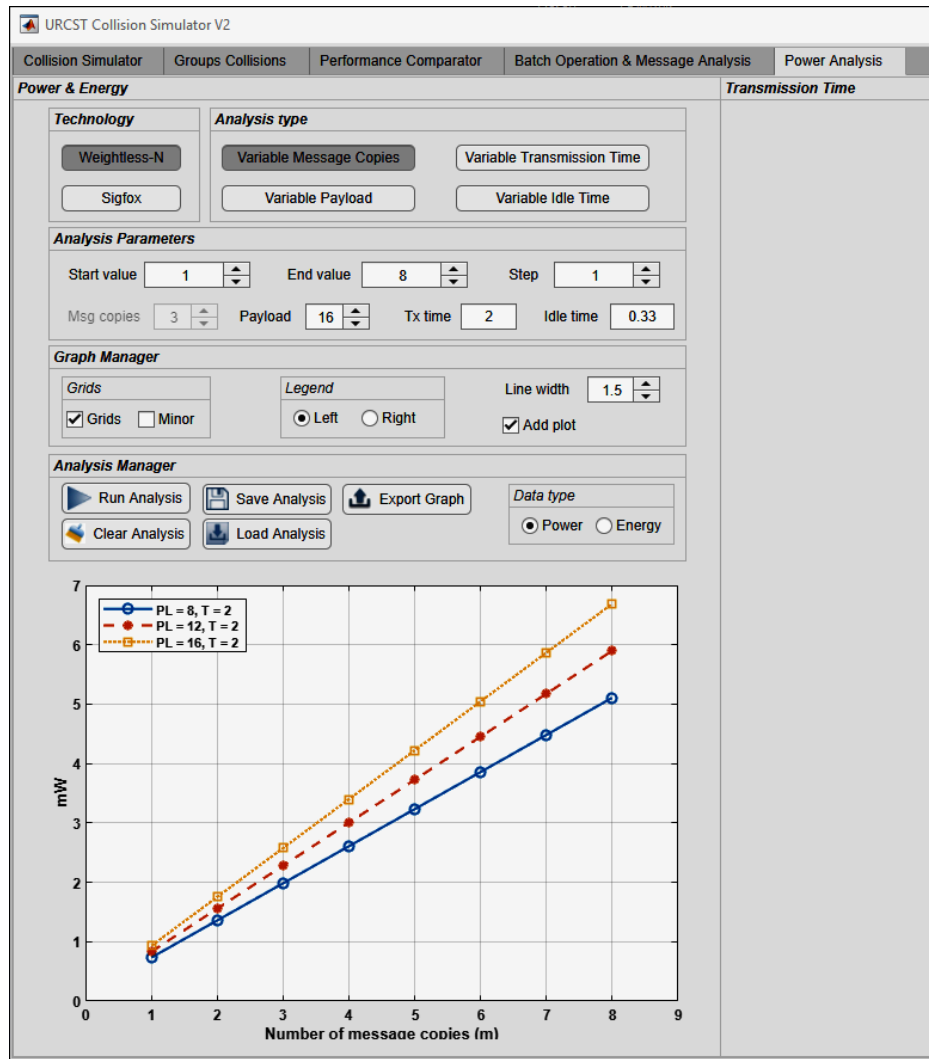 URCST Collision Simulator V2
Collision Simulator Groups Collisions Performance Comparator Batch Operation & Message Analysis Power Analysis
Power & Energy
Transmission Time
Technology
Weightless-N
Sigfox
Analysis type
Variable Message Copies Variable Transmission Time
Variable Payload Variable Idle Time
Analysis Parameters
Start value 1 End value 8 Step 1
Msg copies 3 Payload 16 Tx time 2 Idle time 0.33
Graph Manager
Grids
Grids Minor
Legend
Left Right
Line width 1.5
Add plot
Analysis Manager
Run Analysis Save Analysis Export Graph
Clear Analysis Load Analysis
Data type
Power Energy
PL = 8, T = 2
PL = 12, T = 2
PL = 16, T = 2
7
6
5
4
3
2
1
0
mW
0 1 2 3 4 5 6 7 8 9
Number of message copies (m)